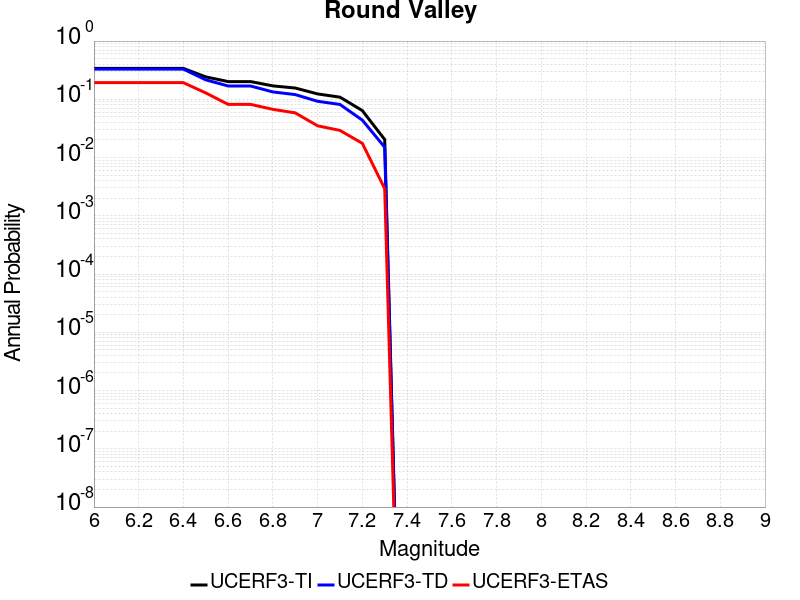 Round Valley
Annual Probability
10^0
10^-1
10^-2
10^-3
10^-4
10^-5
10^-6
10^-7
10^-8
6 6.2 6.4 6.6 6.8 7 7.2 7.4 7.6 7.8 8 8.2 8.4 8.6 8.8 9
Magnitude
UCERF3-TI UCERF3-TD UCERF3-ETAS